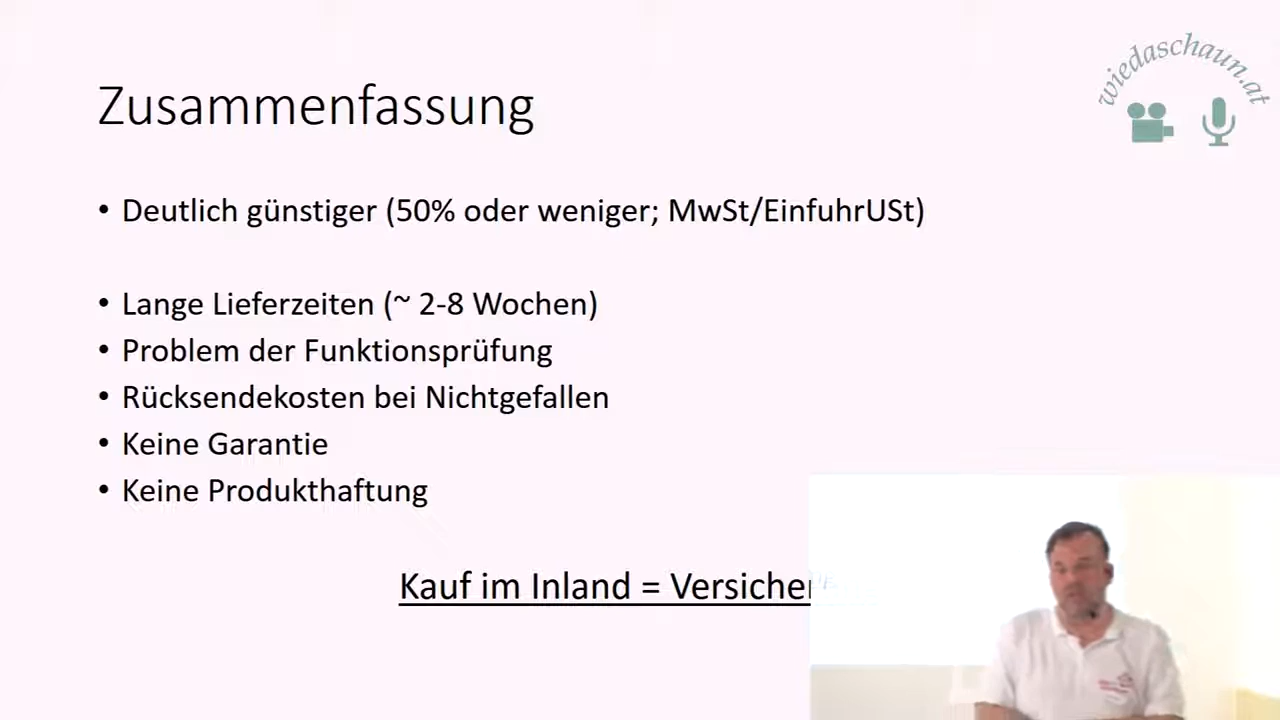 wiedaschaun.at
Zusammenfassung
• Deutlich günstiger (50% oder weniger; MwSt/EinfuhrUSt)
• Lange Lieferzeiten (~ 2-8 Wochen)
• Problem der Funktionsprüfung
• Rücksendekosten bei Nichtgefallen
• Keine Garantie
• Keine Produkthaftung
Kauf im Inland =